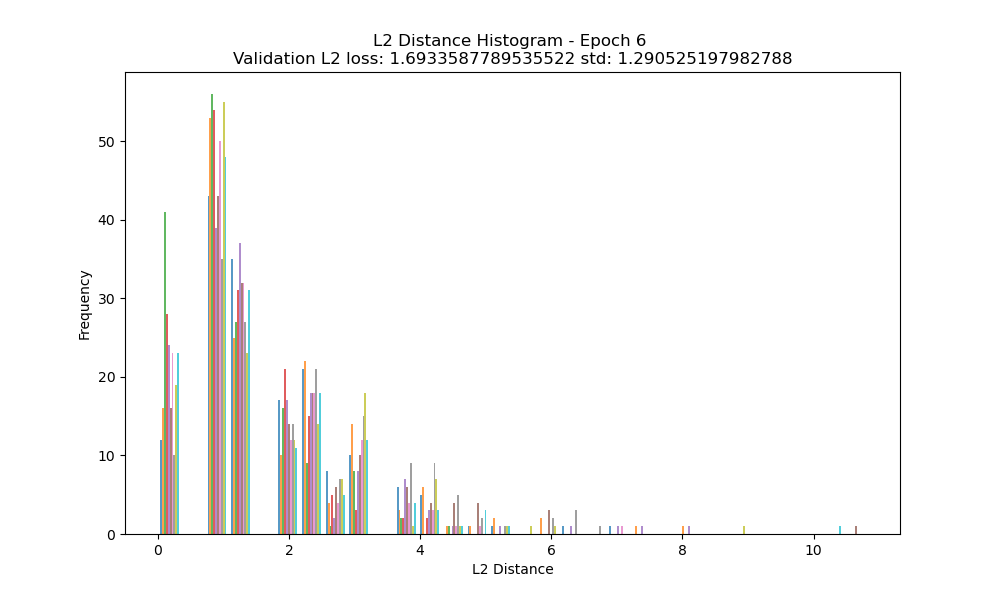 L2 Distance Histogram - Epoch 6
Validation L2 loss: 1.6933587789535522 std: 1.290525197982788
50
40
30
20
10
0
Frequency
0 2 4 6 8 10
L2 Distance